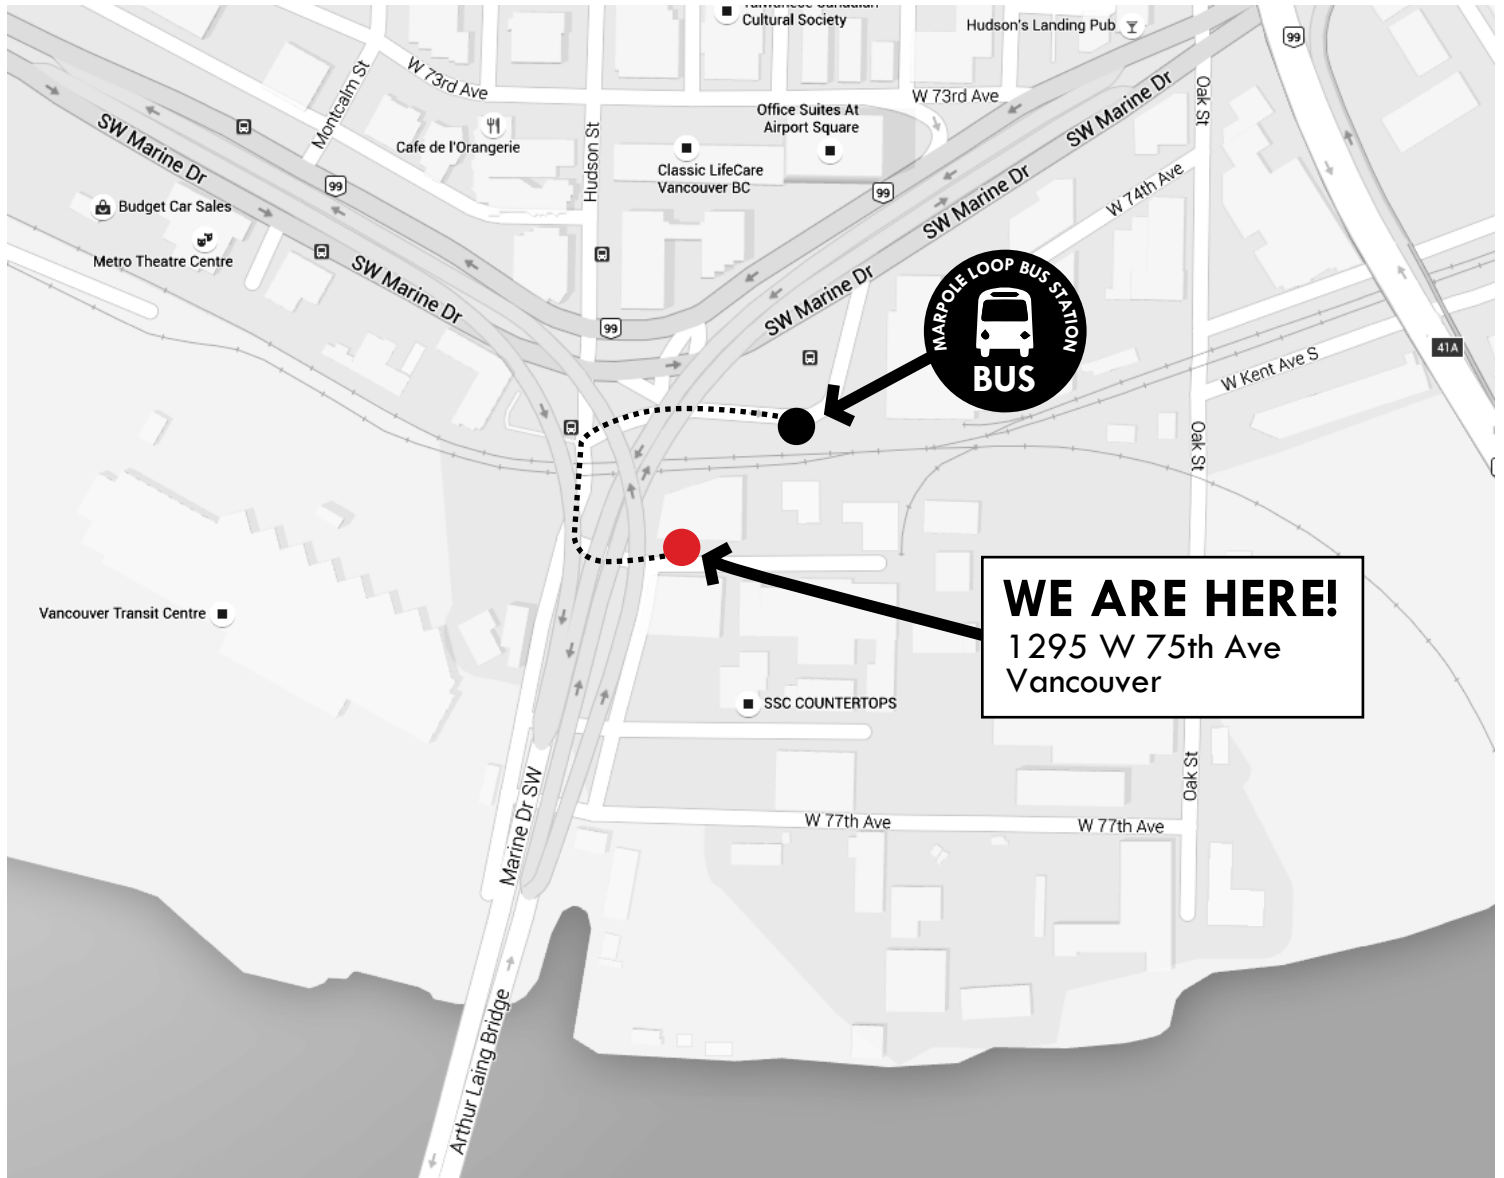 Taiwanese Canadian
Cultural Society
Hudson's Landing Pub
99
W 73rd Ave
W 73rd Ave
Montcalm St
Hudson St
Oak St
SW Marine Dr
SW Marine Dr
Office Suites At
Airport Square
Cafe de l'Orangerie
Classic LifeCare
Vancouver BC
99
99
W 74th Ave
Budget Car Sales
Metro Theatre Centre
SW Marine Dr
SW Marine Dr
SW Marine Dr
MARPOLE LOOP BUS STATION
BUS
99
41A
W Kent Ave S
Oak St
WE ARE HERE!
1295 W 75th Ave
Vancouver
Vancouver Transit Centre
SSC COUNTERTOPS
Oak St
Marine Dr SW
W 77th Ave
W 77th Ave
Arthur Laing Bridge